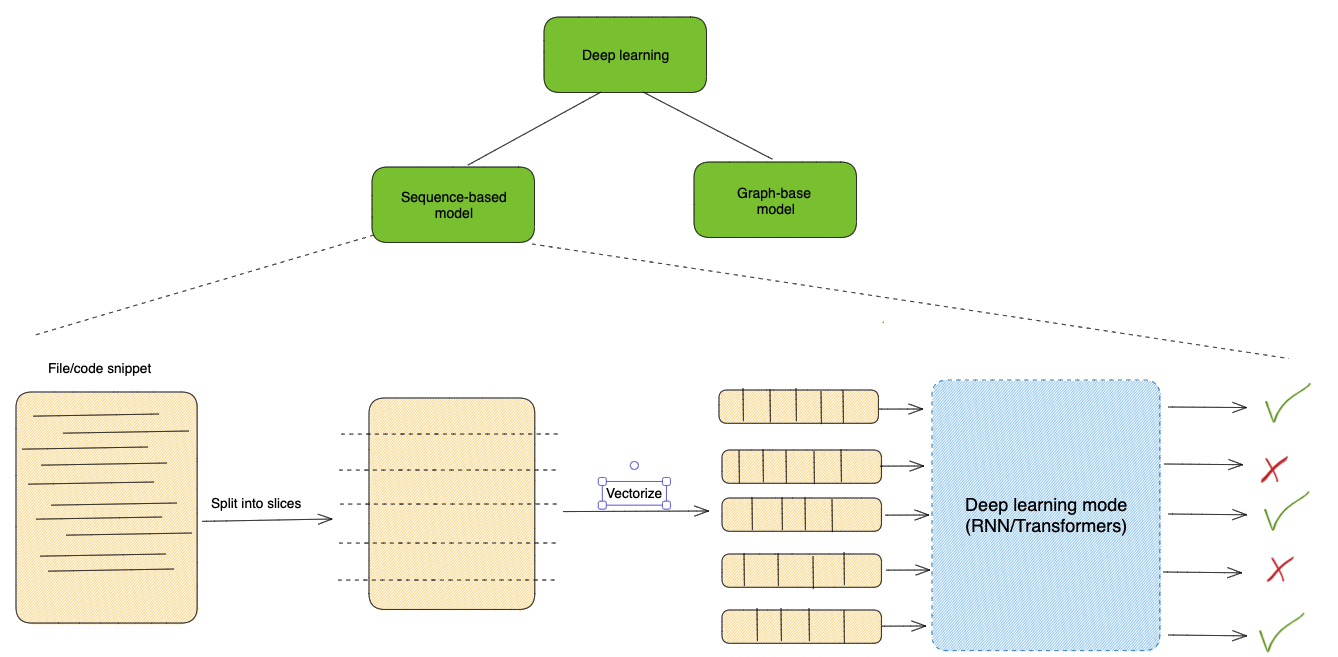 Deep learning
Sequence-based
model
Graph-base
model
File/code snippet
Split into slices
Vectorize
Deep learning mode
(RNN/Transformers)